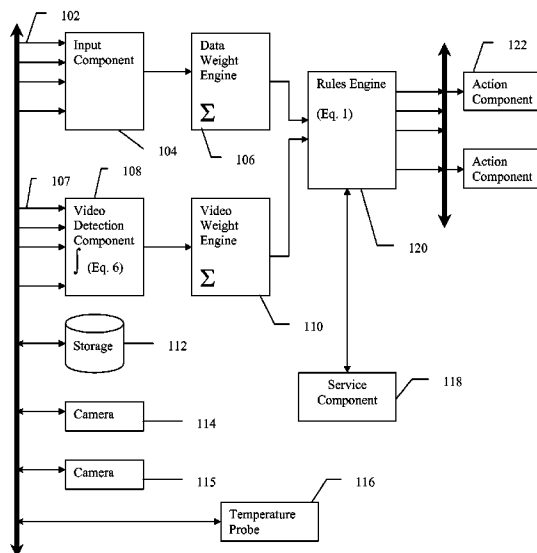 102
Input
Component
104
Data
Weight
Engine
Σ
106
Rules Engine
(Eq. 1)
120
122
Action
Component
Action
Component
107
108
Video
Detection
Component
∫ (Eq. 6)
Video
Weight
Engine
Σ
110
Storage
112
Service
Component
118
Camera
114
Camera
115
Temperature
Probe
116